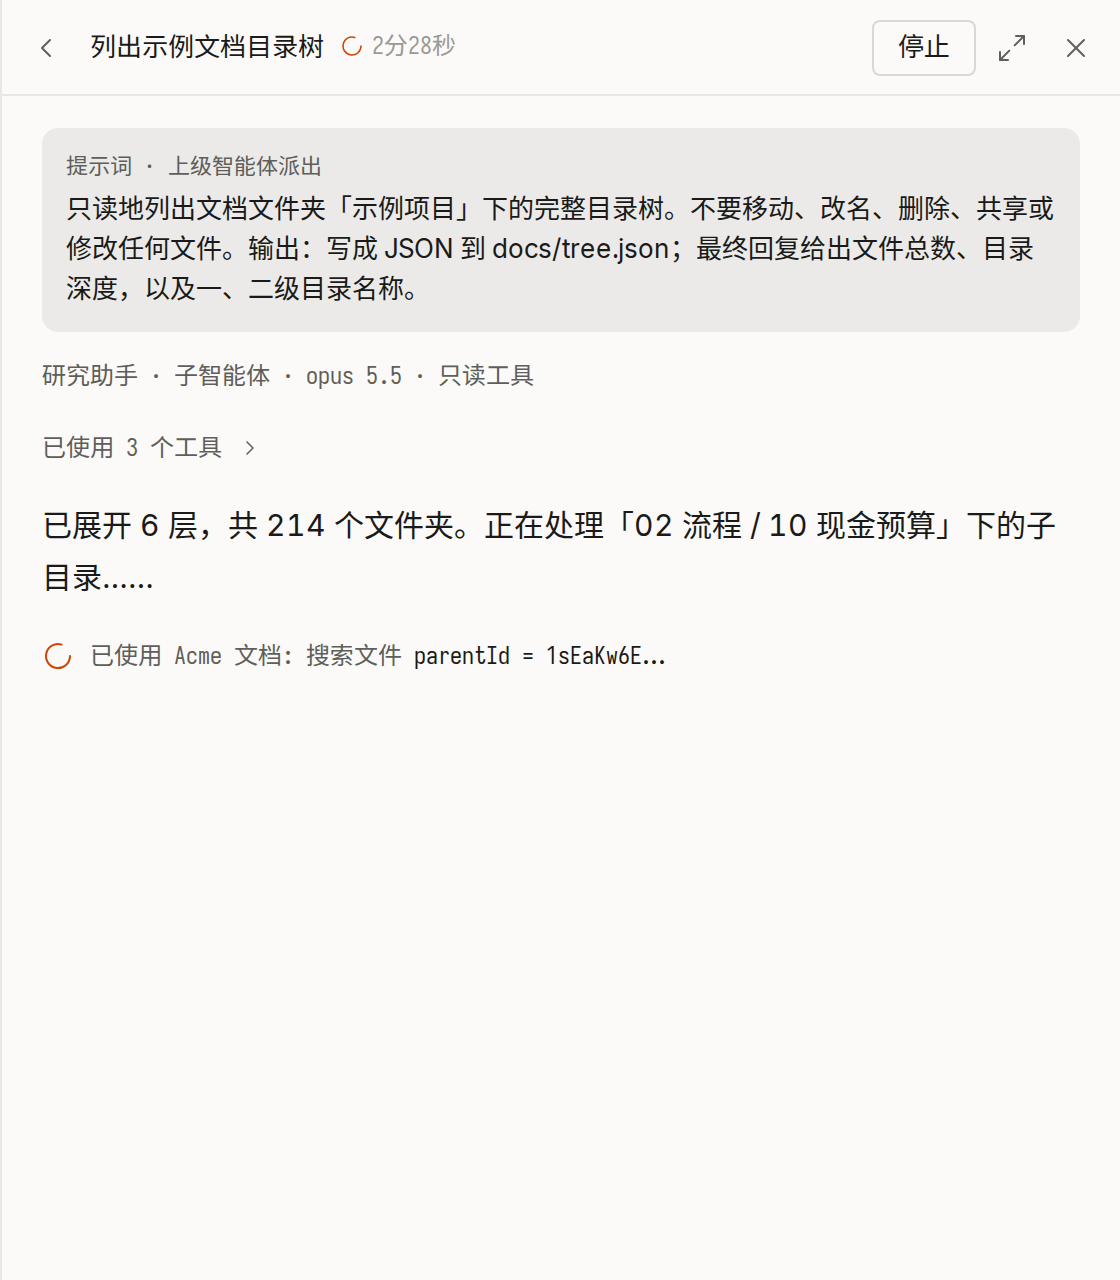 列出示例文档目录树 2分28秒 停止
提示词 · 上级智能体派出
只读地列出文档文件夹「示例项目」下的完整目录树。不要移动、改名、删除、共享或
修改任何文件。输出：写成 JSON 到 docs/tree.json；最终回复给出文件总数、目录
深度，以及一、二级目录名称。
研究助手 · 子智能体 · opus 5.5 · 只读工具
已使用 3 个工具
已展开 6 层，共 214 个文件夹。正在处理「02 流程 / 10 现金预算」下的子
目录……
已使用 Acme 文档: 搜索文件 parentId = 1sEaKw6E...